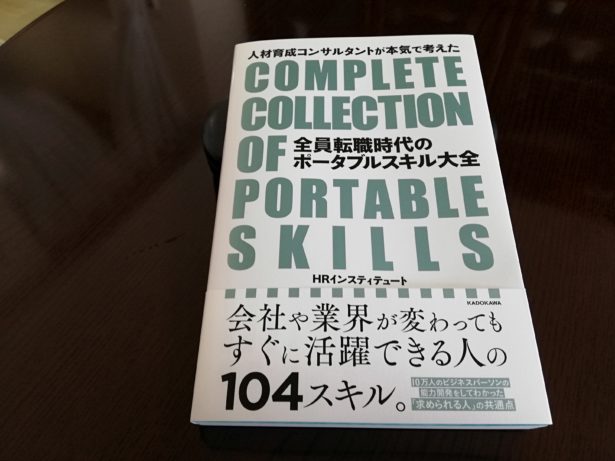 人材育成コンサルタントが本気で考えた
COMPLETE
COLLECTION
OF
全員転職時代の
ポータブルスキル大全
PORTABLE
SKILLS
HRインスティテュート
KADOKAWA
会社や業界が変わっても
すぐに活躍できる人の
104スキル。
10万人のビジネスパーソンの
能力開発をしてわかった
「求められる人」の共通点